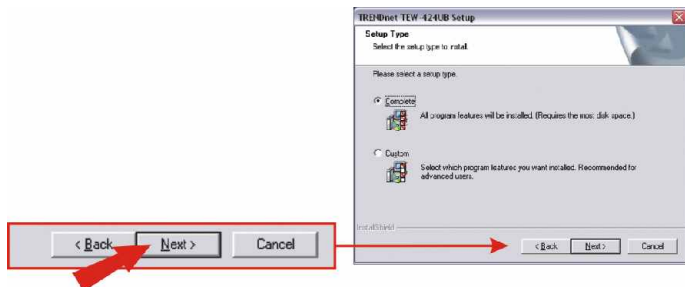 TRENDnet TEW-424UB Setup
Setup Type
Select the setup type to install.
Please select a setup type.
Complete
All program features will be installed. (Requires the most disk space.)
Custom
Select which program features you want installed. Recommended for
advanced users.
InstallShield
< Back Next > Cancel
< Back Next > Cancel